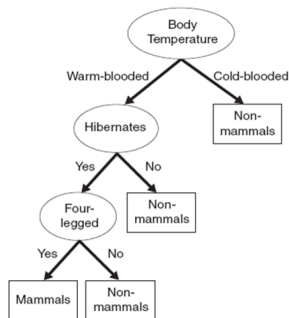 Body
Temperature
Warm-blooded
Cold-blooded
Hibernates
Non-
mammals
Yes
No
Four-
legged
Non-
mammals
Yes
No
Mammals
Non-
mammals